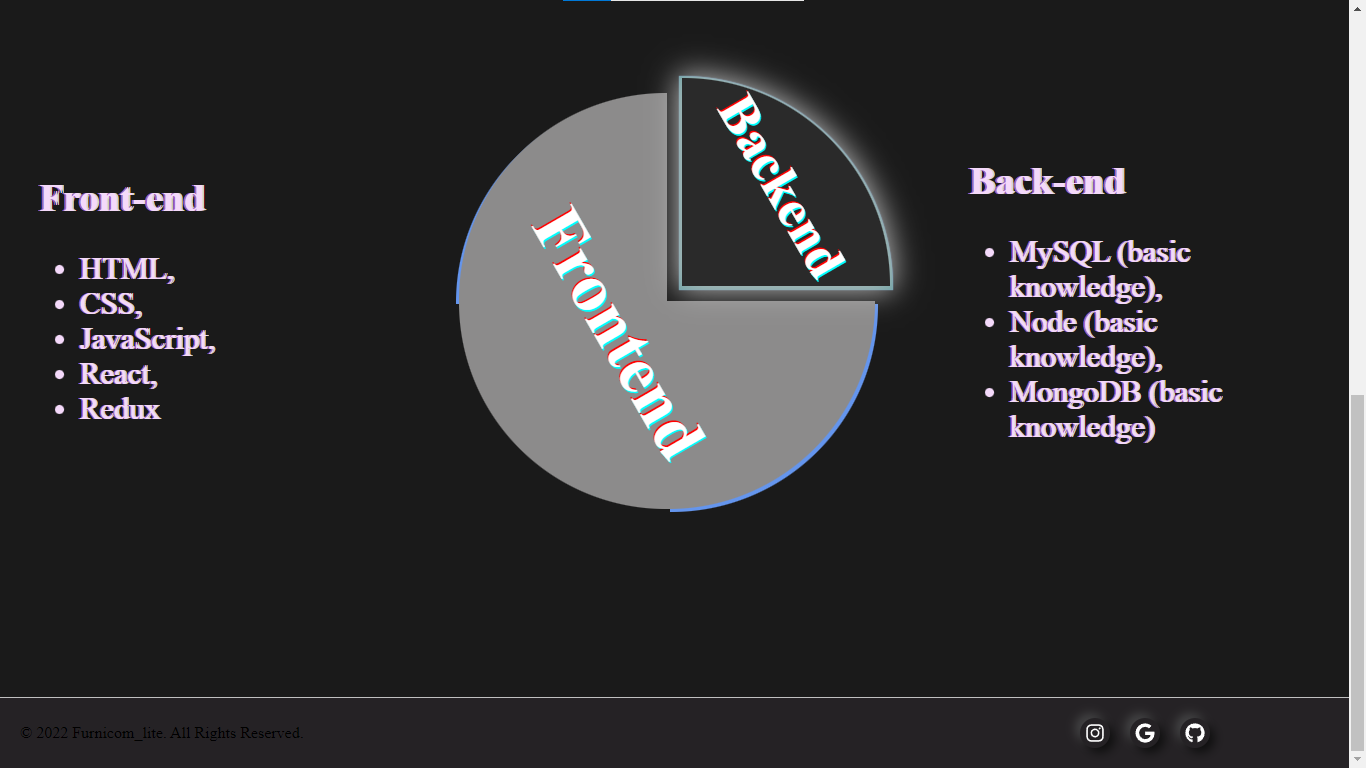 Front-end
HTML,
CSS,
JavaScript,
React,
Redux
Frontend
Backend
Back-end
MySQL (basic
knowledge),
Node (basic
knowledge),
MongoDB (basic
knowledge)
© 2022 Furnicom_lite. All Rights Reserved.